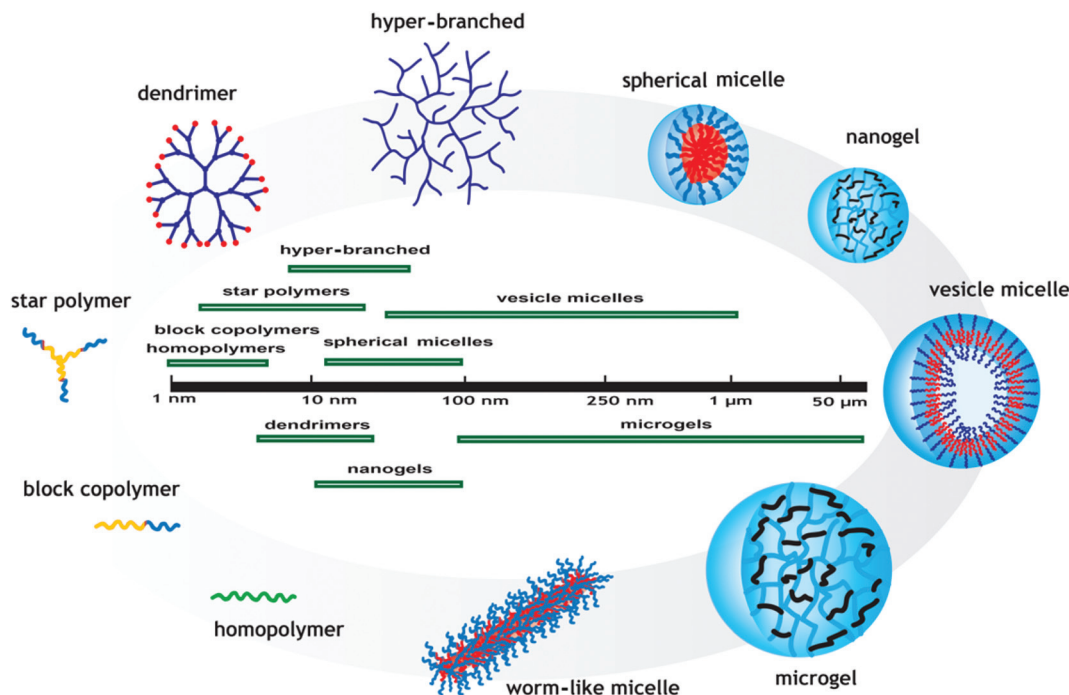 hyper-branched
dendrimer
spherical micelle
nanogel
hyper-branched
star polymers
vesicle micelles
star polymer
vesicle micelle
block copolymers
homopolymers
spherical micelles
1 nm 10 nm 100 nm 250 nm 1 µm 50 µm
dendrimers
microgels
nanogels
block copolymer
homopolymer
worm-like micelle
microgel